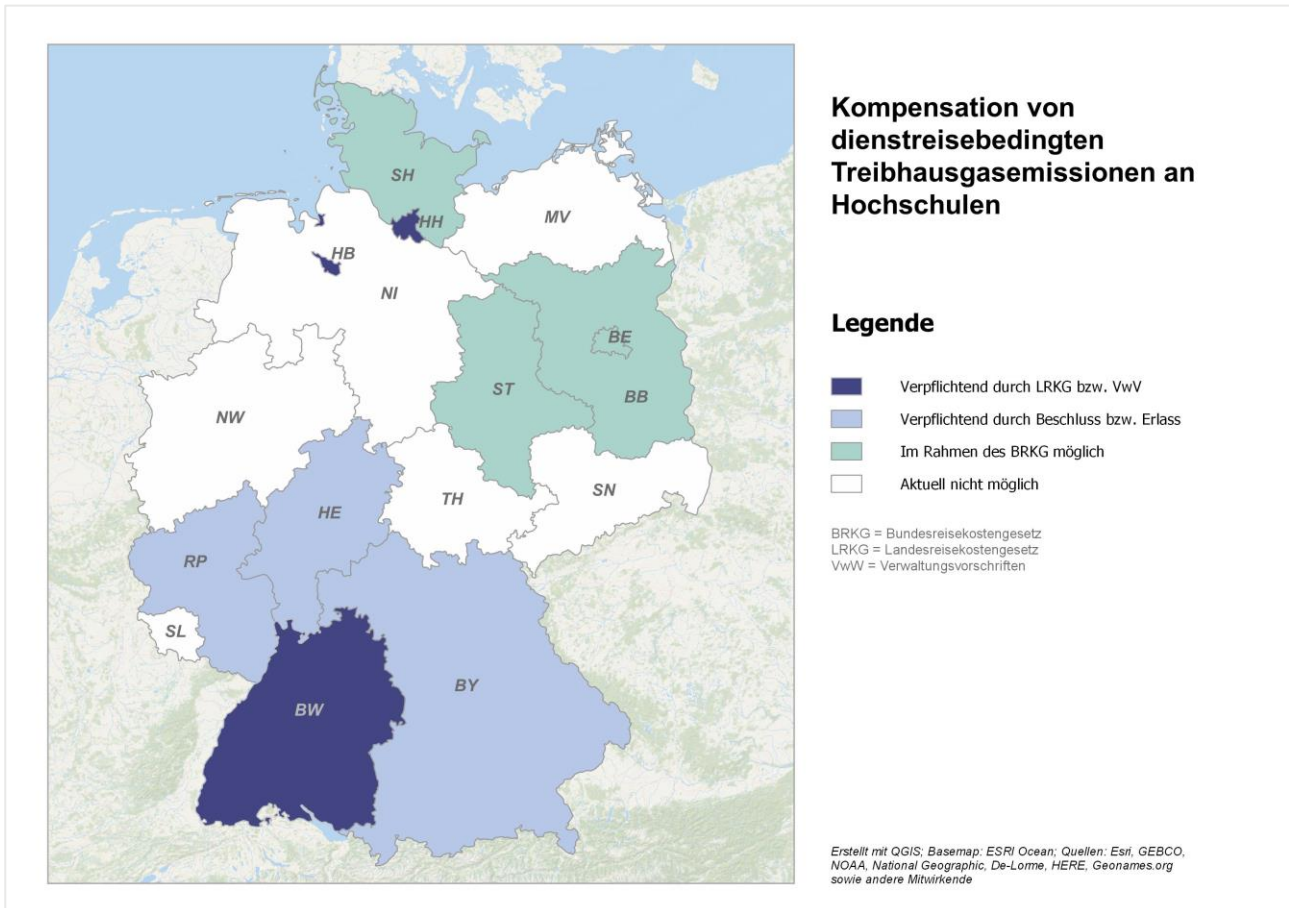 Kompensation von
dienstreisebedingten
Treibhausgasemissionen an
Hochschulen
Legende
Verpflichtend durch LRKG bzw. VwV
Verpflichtend durch Beschluss bzw. Erlass
Im Rahmen des BRKG möglich
Aktuell nicht möglich
BRKG = Bundesreisekostengesetz
LRKG = Landesreisekostengesetz
VwW = Verwaltungsvorschriften
SH
HH
MV
HB
NI
BE
ST
BB
NW
TH
SN
HE
RP
SL
BW
BY
Erstellt mit QGIS; Basemap: ESRI Ocean; Quellen: Esri, GEBCO,
NOAA, National Geographic, De-Lorme, HERE, Geonames.org
sowie andere Mitwirkende